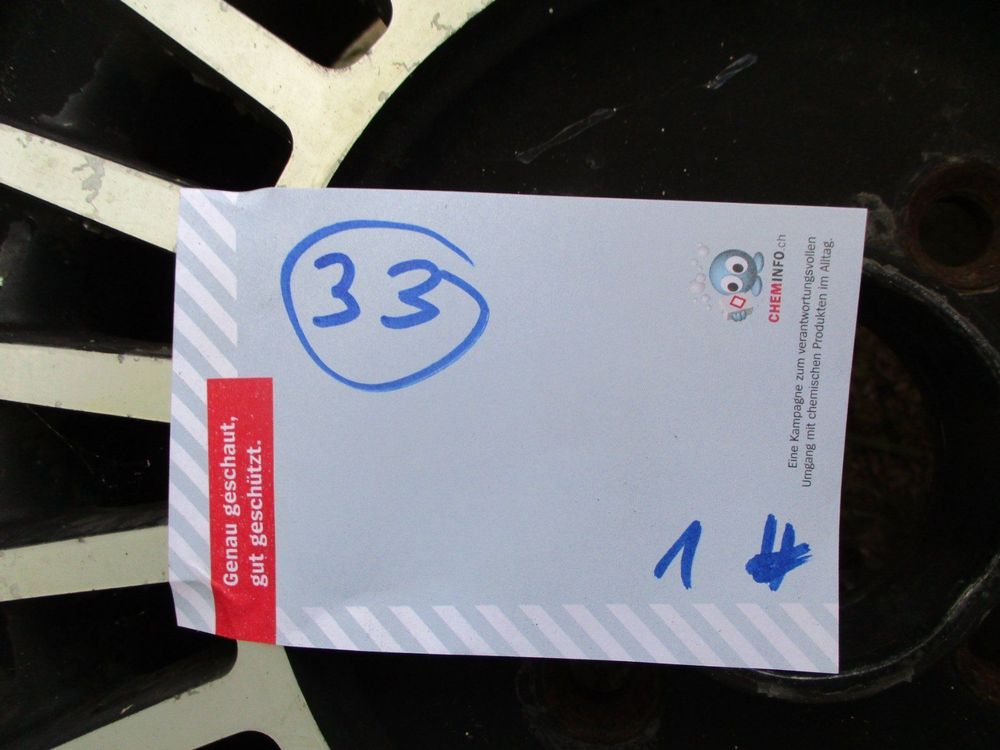 33
Genau geschaut,
gut geschützt.
CHEMINFO.ch
Eine Kampagne zum verantwortungsvollen
Umgang mit chemischen Produkten im Alltag.
1 #